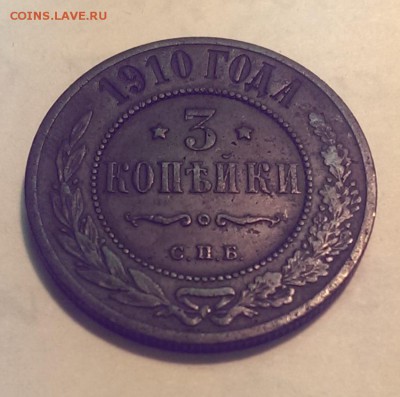 COINS.LAVE.RU
1910 ГОДА
3
КОПѢЙКИ
С.П.Б.